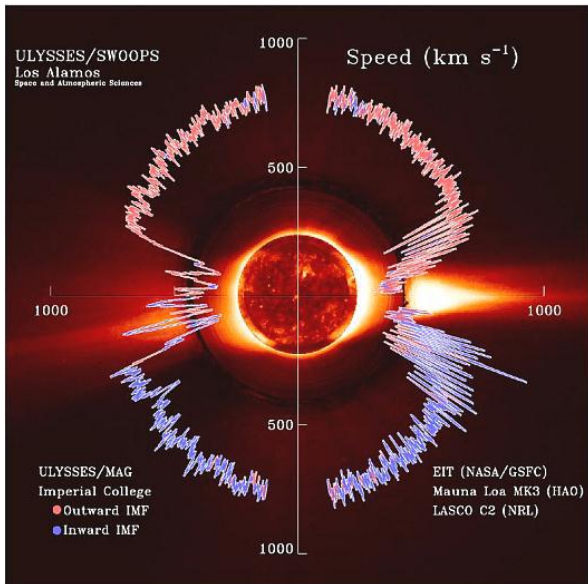 ULYSSES/SWOOPS
Los Alamos
Space and Atmospheric Sciences
Speed (km s⁻¹)
1000
500
1000
1000
500
1000
ULYSSES/MAG
Imperial College
Outward IMF
Inward IMF
EIT (NASA/GSFC)
Mauna Loa MK3 (HAO)
LASCO C2 (NRL)